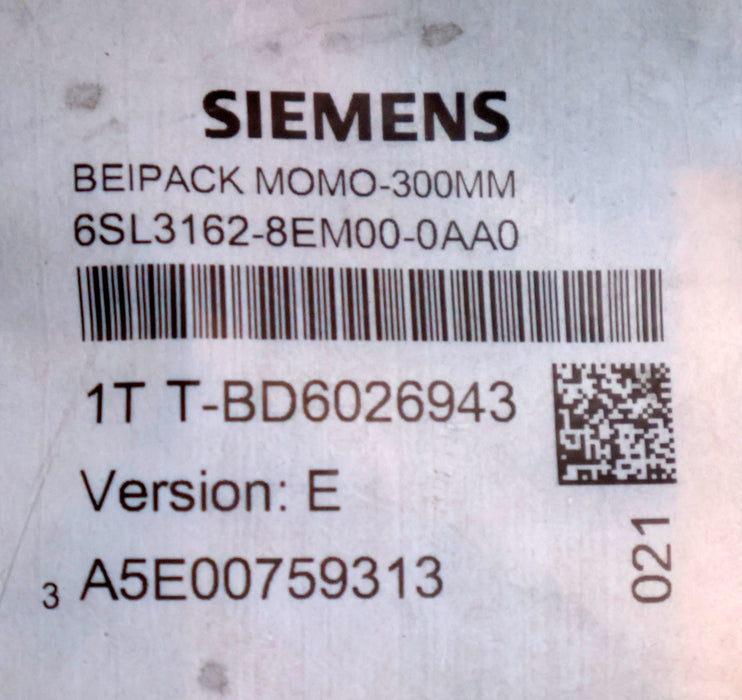 SIEMENS
BEIPACK MOMO-300MM
6SL3162-8EM00-0AA0
1T T-BD6026943
Version: E
3 A5E00759313
021